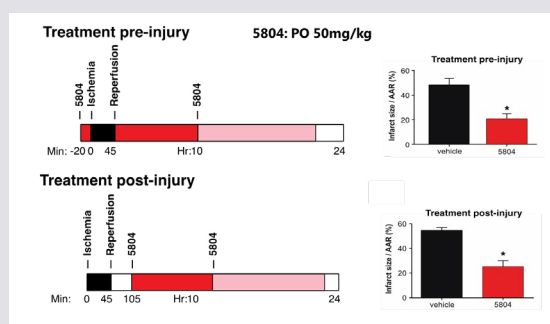 Treatment pre-injury
5804: PO 50mg/kg
5804
Ischemia
Reperfusion
5804
Min: -20 0 45 Hr:10 24
Treatment pre-injury
Infarct size / AAR (%)
60
40
20
0
*
vehicle 5804
Treatment post-injury
Ischemia
Reperfusion
5804
5804
Min: 0 45 105 Hr:10 24
Treatment post-injury
Infarct size / AAR (%)
60
40
20
0
*
vehicle 5804